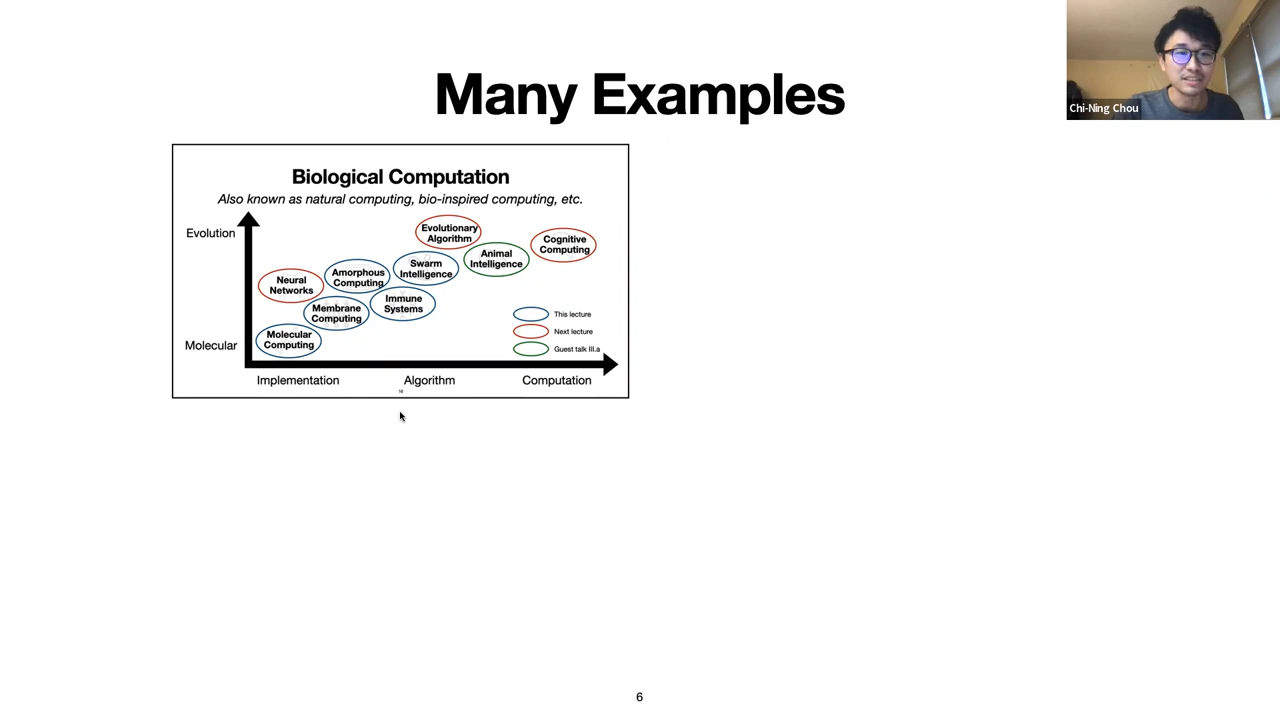 Many Examples
Chi-Ning Chou
Biological Computation
Also known as natural computing, bio-inspired computing, etc.
Evolution
Evolutionary
Algorithm
Cognitive
Computing
Animal
Intelligence
Swarm
Intelligence
Amorphous
Computing
Neural
Networks
Immune
Systems
Membrane
Computing
Molecular
Computing
This lecture
Next lecture
Guest talk III.a
Molecular
Implementation
Algorithm
Computation
16
6